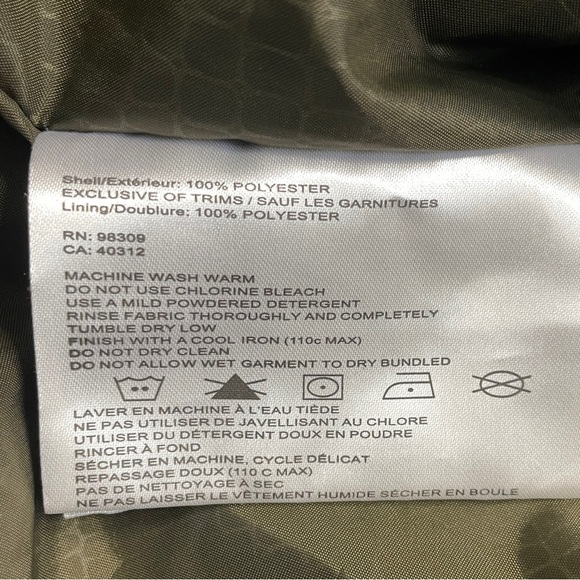 Shell/Extérieur: 100% POLYESTER
EXCLUSIVE OF TRIMS / SAUF LES GARNITURES
Lining/Doublure: 100% POLYESTER
RN: 98309
CA: 40312
MACHINE WASH WARM
DO NOT USE CHLORINE BLEACH
USE A MILD POWDERED DETERGENT
RINSE FABRIC THOROUGHLY AND COMPLETELY
TUMBLE DRY LOW
FINISH WITH A COOL IRON (110c MAX)
DO NOT DRY CLEAN
DO NOT ALLOW WET GARMENT TO DRY BUNDLED
LAVER EN MACHINE À L'EAU TIÈDE
NE PAS UTILISER DE JAVELLISANT AU CHLORE
UTILISER DU DÉTERGENT DOUX EN POUDRE
RINCER À FOND
SÉCHER EN MACHINE, CYCLE DÉLICAT
REPASSAGE DOUX (110 C MAX)
PAS DE NETTOYAGE À SEC
NE PAS LAISSER LE VÊTEMENT HUMIDE SÉCHER EN BOULE